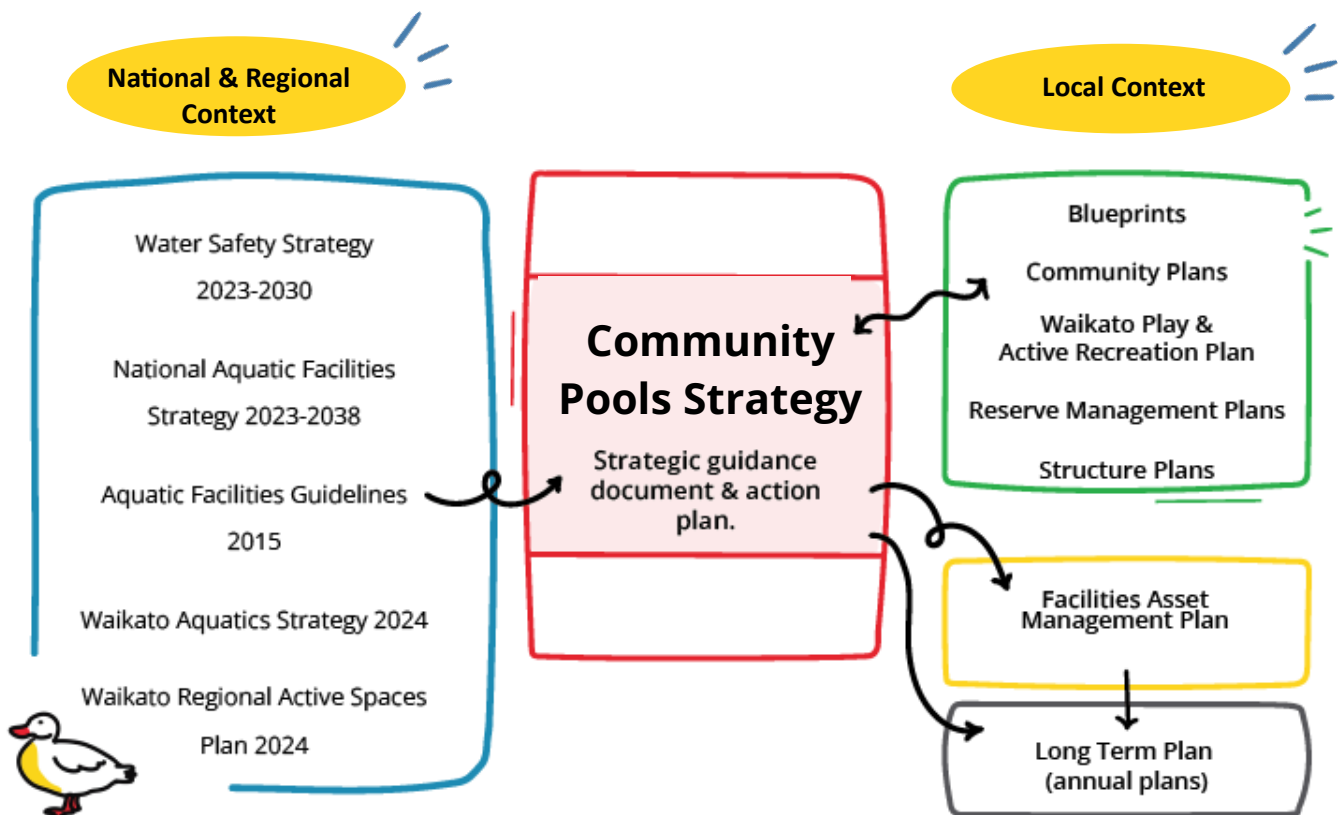 National & Regional
Context
Water Safety Strategy
2023-2030
National Aquatic Facilities
Strategy 2023-2038
Aquatic Facilities Guidelines
2015
Waikato Aquatics Strategy 2024
Waikato Regional Active Spaces
Plan 2024
Community
Pools Strategy
Strategic guidance
document & action
plan.
Local Context
Blueprints
Community Plans
Waikato Play &
Active Recreation Plan
Reserve Management Plans
Structure Plans
Facilities Asset
Management Plan
Long Term Plan
(annual plans)